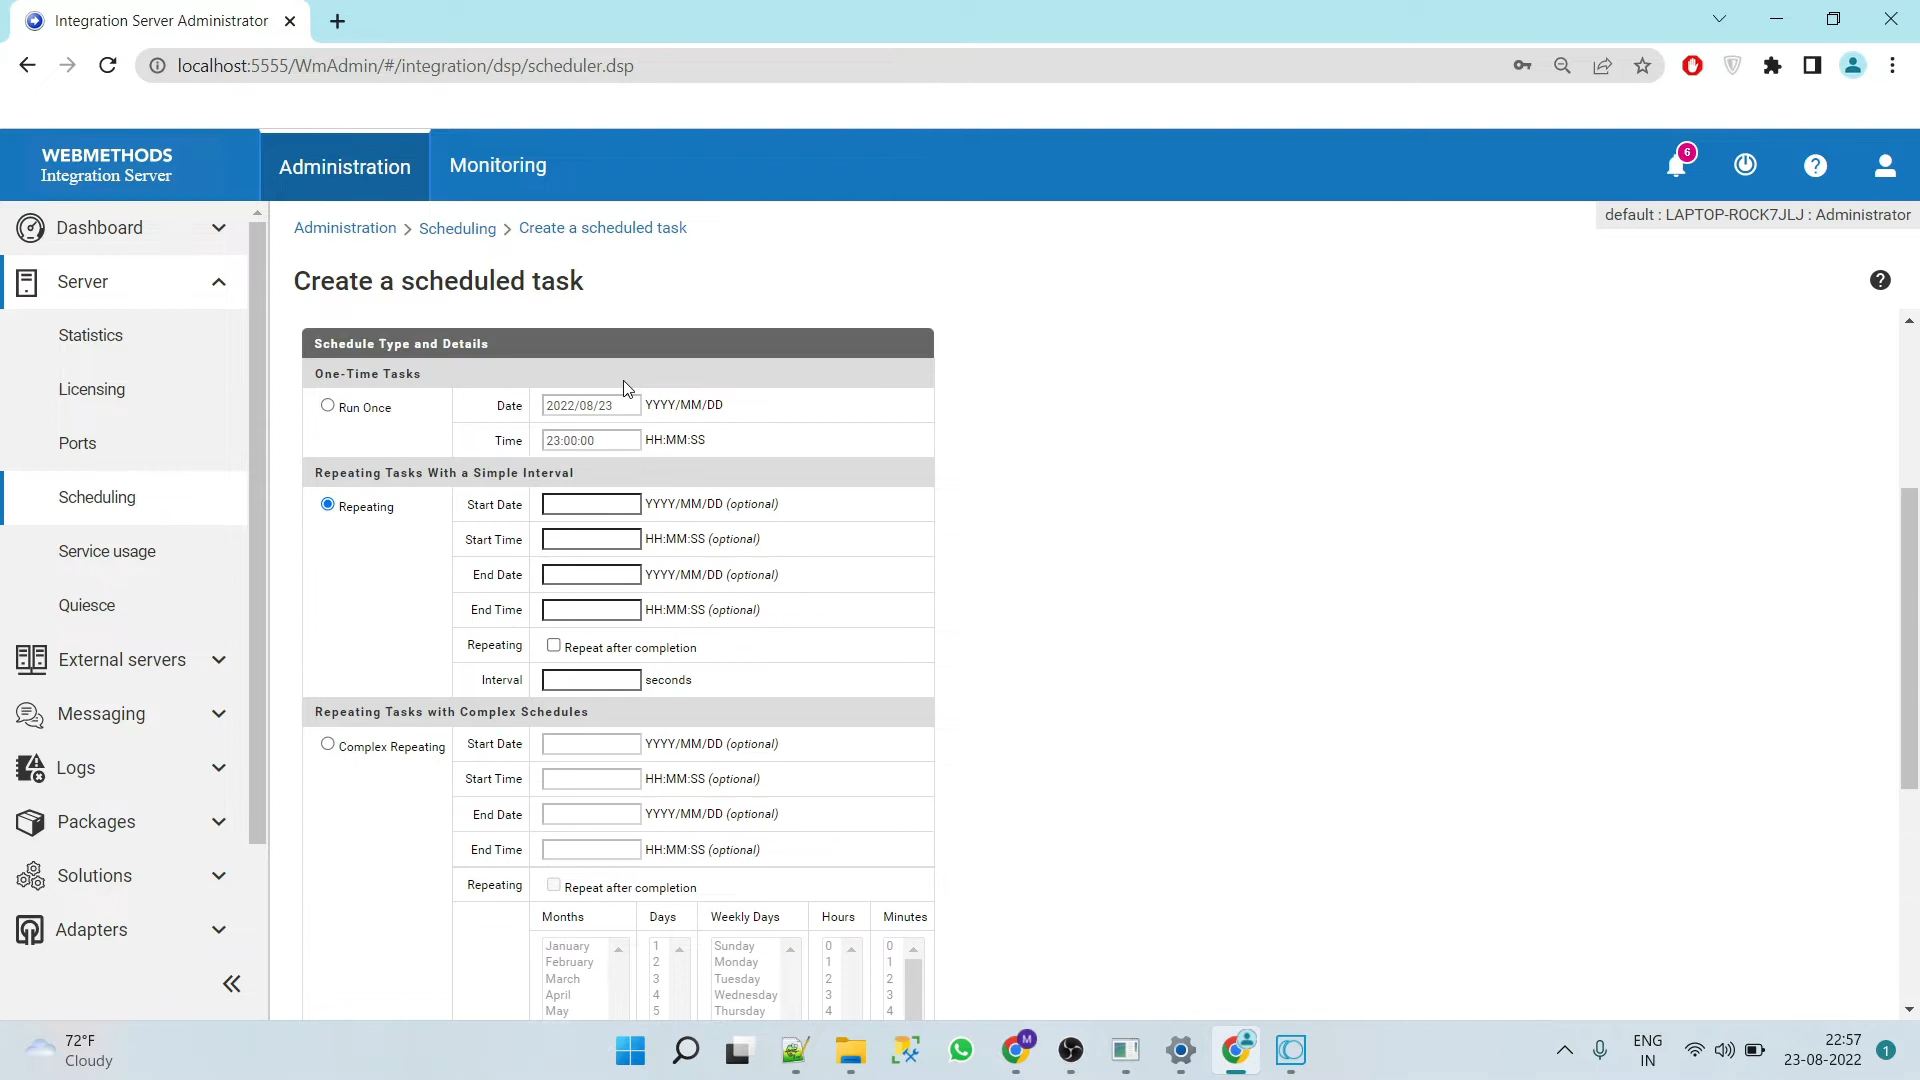 Integration Server Administrator
localhost:5555/WmAdmin/#/integration/dsp/scheduler.dsp
WEBMETHODS
Integration Server
Administration
Monitoring
6
default : LAPTOP-ROCK7JLJ : Administrator
Dashboard
Server
Statistics
Licensing
Ports
Scheduling
Service usage
Quiesce
External servers
Messaging
Logs
Packages
Solutions
Adapters
Administration > Scheduling > Create a scheduled task
Create a scheduled task
Schedule Type and Details
One-Time Tasks
Run Once Date 2022/08/23 YYYY/MM/DD
Time 23:00:00 HH:MM:SS
Repeating Tasks With a Simple Interval
Repeating Start Date YYYY/MM/DD (optional)
Start Time HH:MM:SS (optional)
End Date YYYY/MM/DD (optional)
End Time HH:MM:SS (optional)
Repeating Repeat after completion
Interval seconds
Repeating Tasks with Complex Schedules
Complex Repeating Start Date YYYY/MM/DD (optional)
Start Time HH:MM:SS (optional)
End Date YYYY/MM/DD (optional)
End Time HH:MM:SS (optional)
Repeating Repeat after completion
Months Days Weekly Days Hours Minutes
January 1 Sunday 0 0
February 2 Monday 1 1
March 3 Tuesday 2 2
April 4 Wednesday 3 3
May 5 Thursday 4 4
72°F
Cloudy
M
ENG
IN
22:57
23-08-2022
1